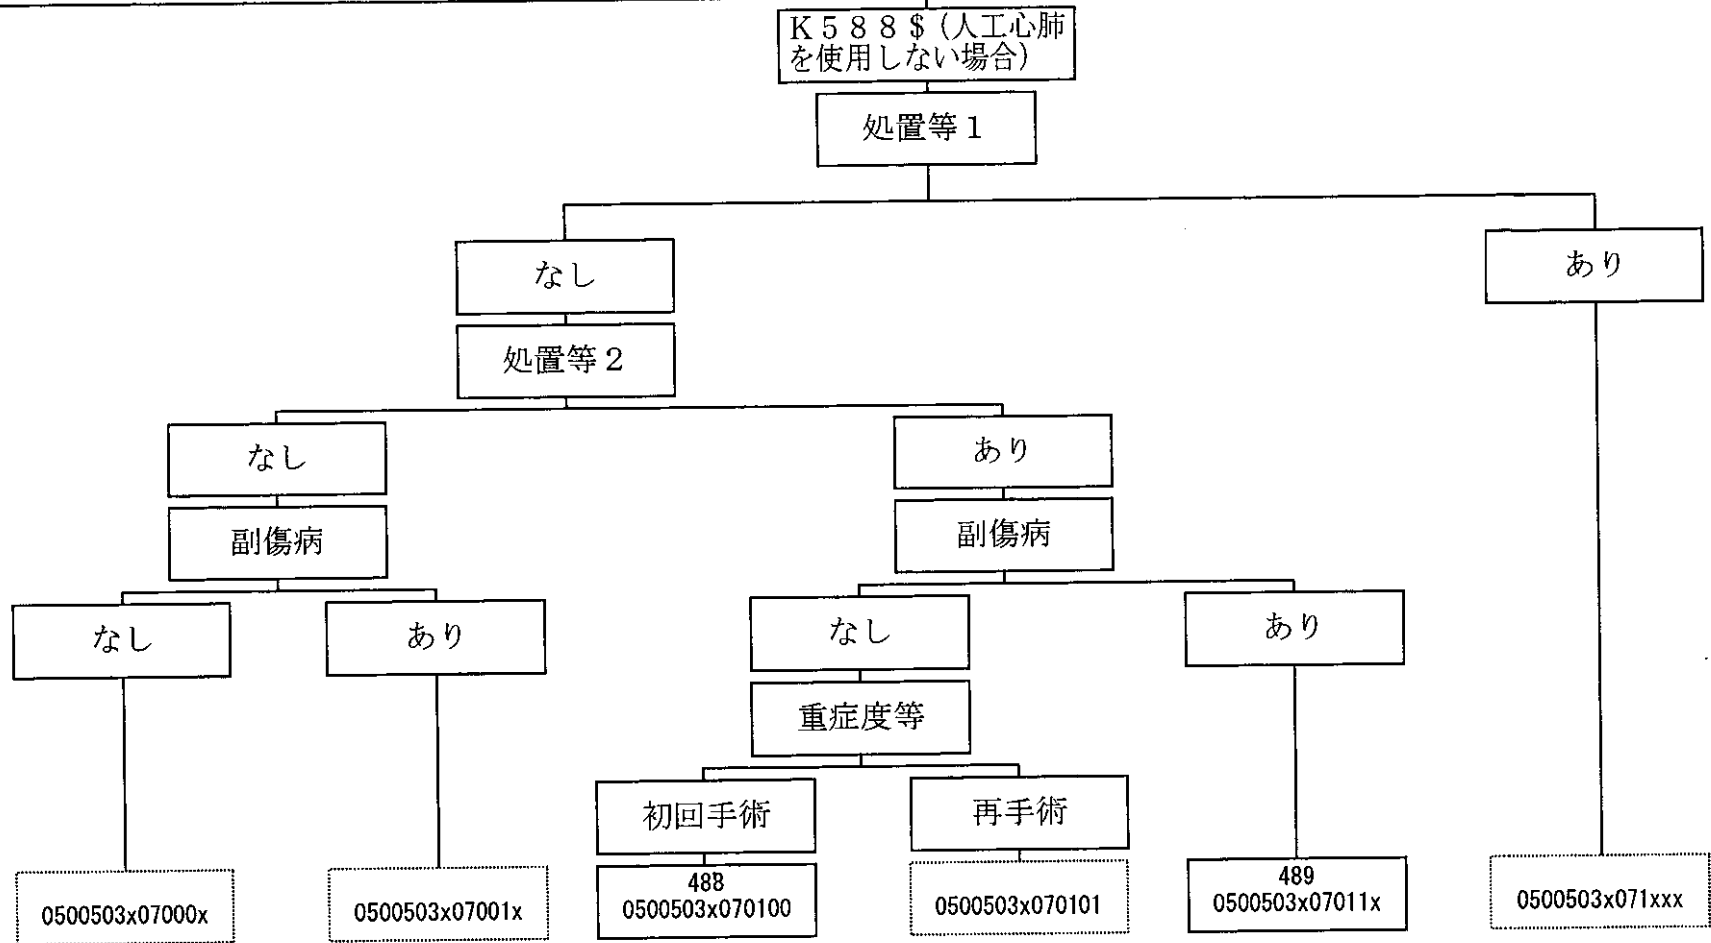 K588$(人工心肺
を使用しない場合)
処置等1
なし
あり
処置等2
なし
あり
副傷病
副傷病
なし
あり
なし
あり
重症度等
初回手術
再手術
0500503x07000x
0500503x07001x
488
0500503x070100
0500503x070101
489
0500503x07011x
0500503x071xxx